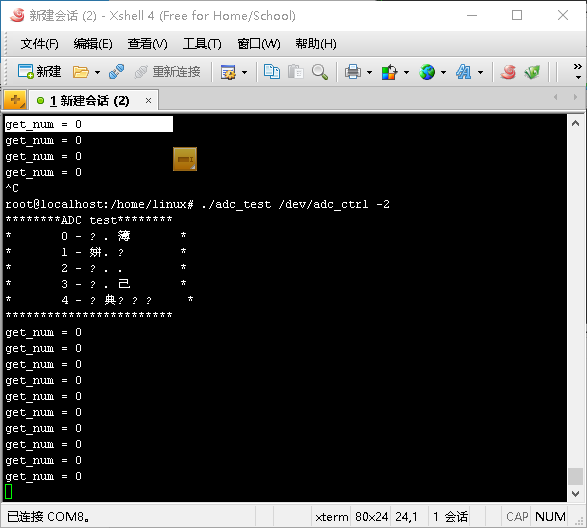 新建会话 (2) - Xshell 4 (Free for Home/School)
文件(F) 编辑(E) 查看(V) 工具(T) 窗口(W) 帮助(H)
新建 重新连接
1 新建会话 (2)
get_num = 0
get_num = 0
get_num = 0
get_num = 0
^C
root@localhost:/home/linux# ./adc_test /dev/adc_ctrl -2
********ADC test********
* 0 - ? . 簿 *
* 1 - 妌. ? *
* 2 - ? . . *
* 3 - ? . 己 *
* 4 - ? 典? ? ? *
************************
get_num = 0
get_num = 0
get_num = 0
get_num = 0
get_num = 0
get_num = 0
get_num = 0
get_num = 0
get_num = 0
get_num = 0
已连接 COM8。 xterm 80x24 24,1 1 会话 CAP NUM